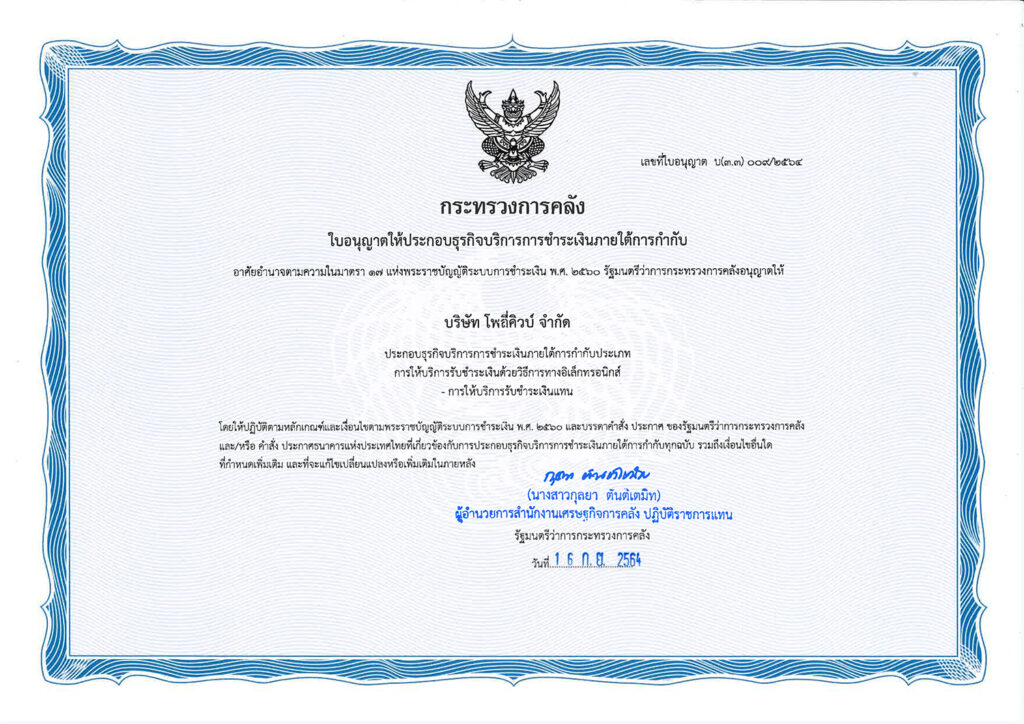 เลขที่ใบอนุญาต บ(๓.๓) ๐๐๙/๒๕๖๔
กระทรวงการคลัง
ใบอนุญาตให้ประกอบธุรกิจบริการการชำระเงินภายใต้การกำกับ
อาศัยอำนาจตามความในมาตรา ๑๗ แห่งพระราชบัญญัติระบบการชำระเงิน พ.ศ. ๒๕๖๐ รัฐมนตรีว่าการกระทรวงการคลังอนุญาตให้
บริษัท โพถี่คิวบ์ จำกัด
ประกอบธุรกิจบริการการชำระเงินภายใต้การกำกับประเภท
การให้บริการรับชำระเงินด้วยวิธีการทางอิเล็กทรอนิกส์
- การให้บริการรับชำระเงินแทน
โดยให้ปฏิบัติตามหลักเกณฑ์และเงื่อนไขตามพระราชบัญญัติระบบการชำระเงิน พ.ศ. ๒๕๖๐ และบรรดาคำสั่ง ประกาศ ของรัฐมนตรีว่าการกระทรวงการคลัง
และ/หรือ คำสั่ง ประกาศธนาคารแห่งประเทศไทยที่เกี่ยวข้องกับการประกอบธุรกิจบริการการชำระเงินภายใต้การกำกับทุกฉบับ รวมถึงเงื่อนไขอื่นใด
ที่กำหนดเพิ่มเติม และที่จะแก้ไขเปลี่ยนแปลงหรือเพิ่มเติมในภายหลัง
(นางสาวกุลยา ตันติเตมิท)
ผู้อำนวยการสำนักงานเศรษฐกิจการคลัง ปฏิบัติราชการแทน
รัฐมนตรีว่าการกระทรวงการคลัง
วันที่ 1 6 ก.ย. 2564